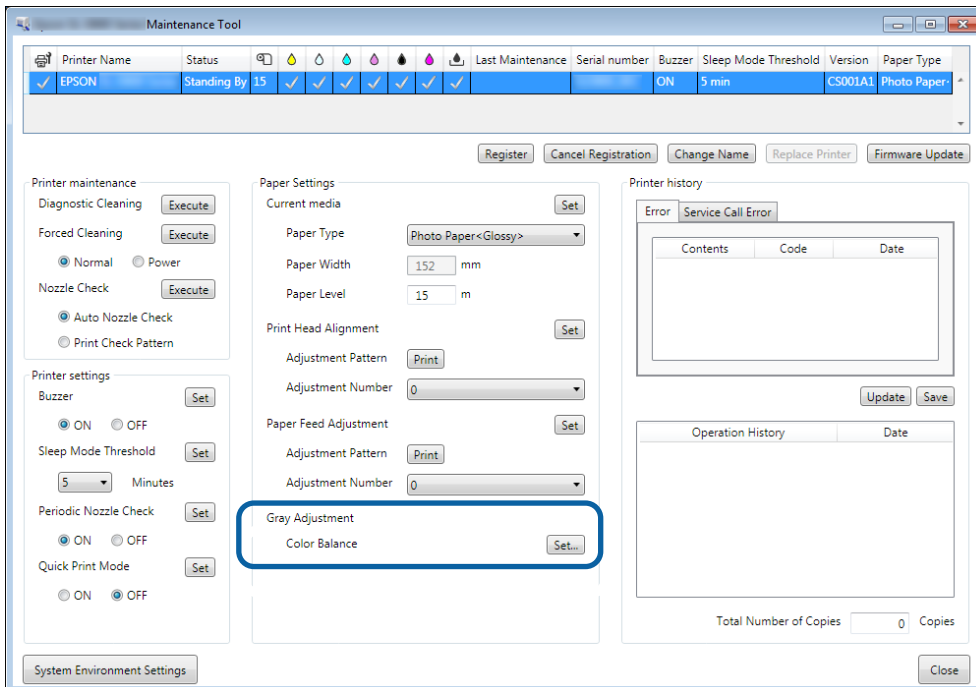 Maintenance Tool
Printer Name Status Last Maintenance Serial number Buzzer Sleep Mode Threshold Version Paper Type
EPSON Standing By 15 ON 5 min CS001A1 Photo Paper
Register Cancel Registration Change Name Replace Printer Firmware Update
Printer maintenance
Diagnostic Cleaning Execute
Forced Cleaning Execute
Normal Power
Nozzle Check Execute
Auto Nozzle Check
Print Check Pattern
Printer settings
Buzzer Set
ON OFF
Sleep Mode Threshold Set
5 Minutes
Periodic Nozzle Check Set
ON OFF
Quick Print Mode Set
ON OFF
Paper Settings
Current media Set
Paper Type Photo Paper<Glossy>
Paper Width 152 mm
Paper Level 15 m
Print Head Alignment Set
Adjustment Pattern Print
Adjustment Number 0
Paper Feed Adjustment Set
Adjustment Pattern Print
Adjustment Number 0
Gray Adjustment
Color Balance Set...
Printer history
Error Service Call Error
Contents Code Date
Update Save
Operation History Date
Total Number of Copies 0 Copies
System Environment Settings Close